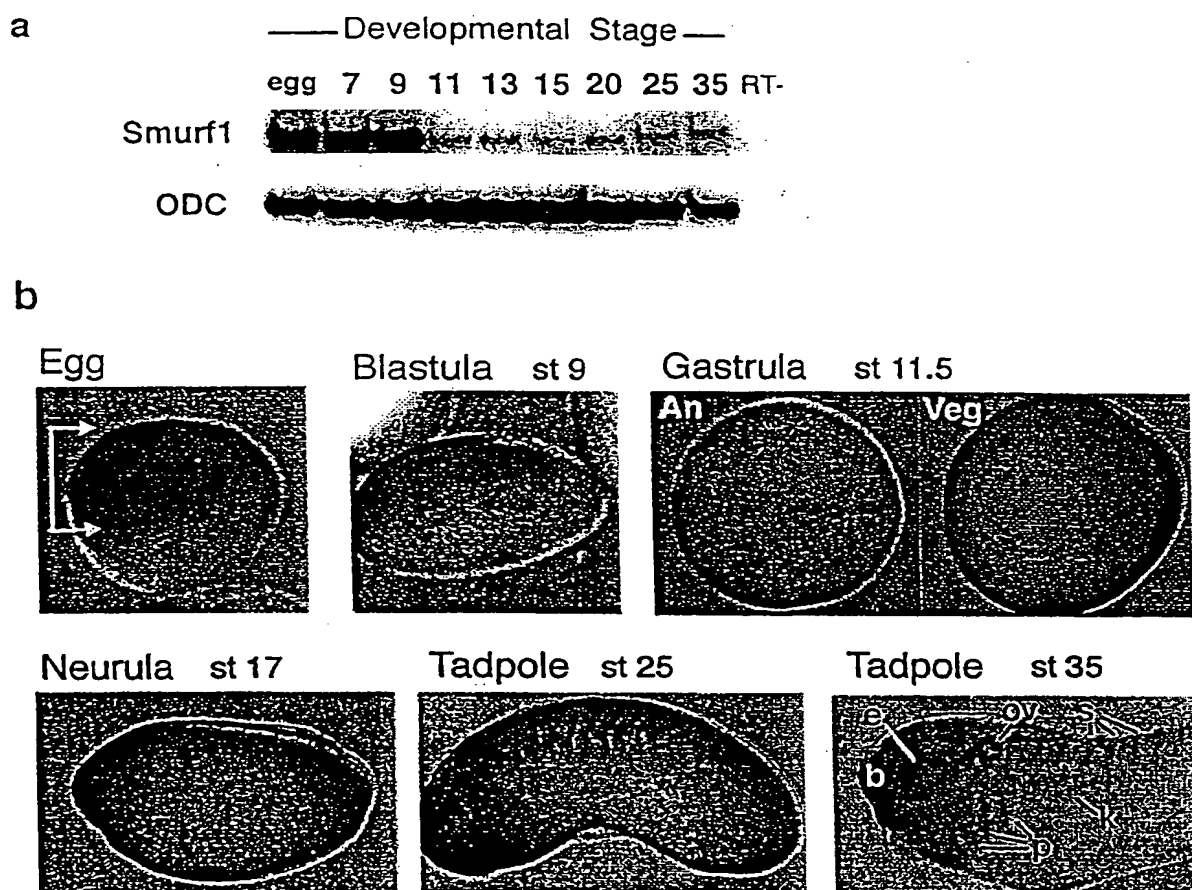 a
Developmental Stage
egg 7 9 11 13 15 20 25 35 RT-
Smurf1
ODC
b
Egg
Blastula st 9
Gastrula st 11.5
An
Veg
Neurula st 17
Tadpole st 25
Tadpole st 35
e
ov
s
b
k
p